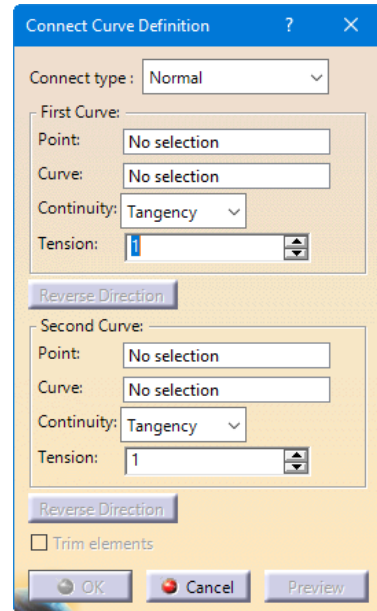 Connect Curve Definition ? ×
Connect type : Normal
First Curve:
Point: No selection
Curve: No selection
Continuity: Tangency
Tension: 1
Reverse Direction
Second Curve:
Point: No selection
Curve: No selection
Continuity: Tangency
Tension: 1
Reverse Direction
Trim elements
OK Cancel Preview